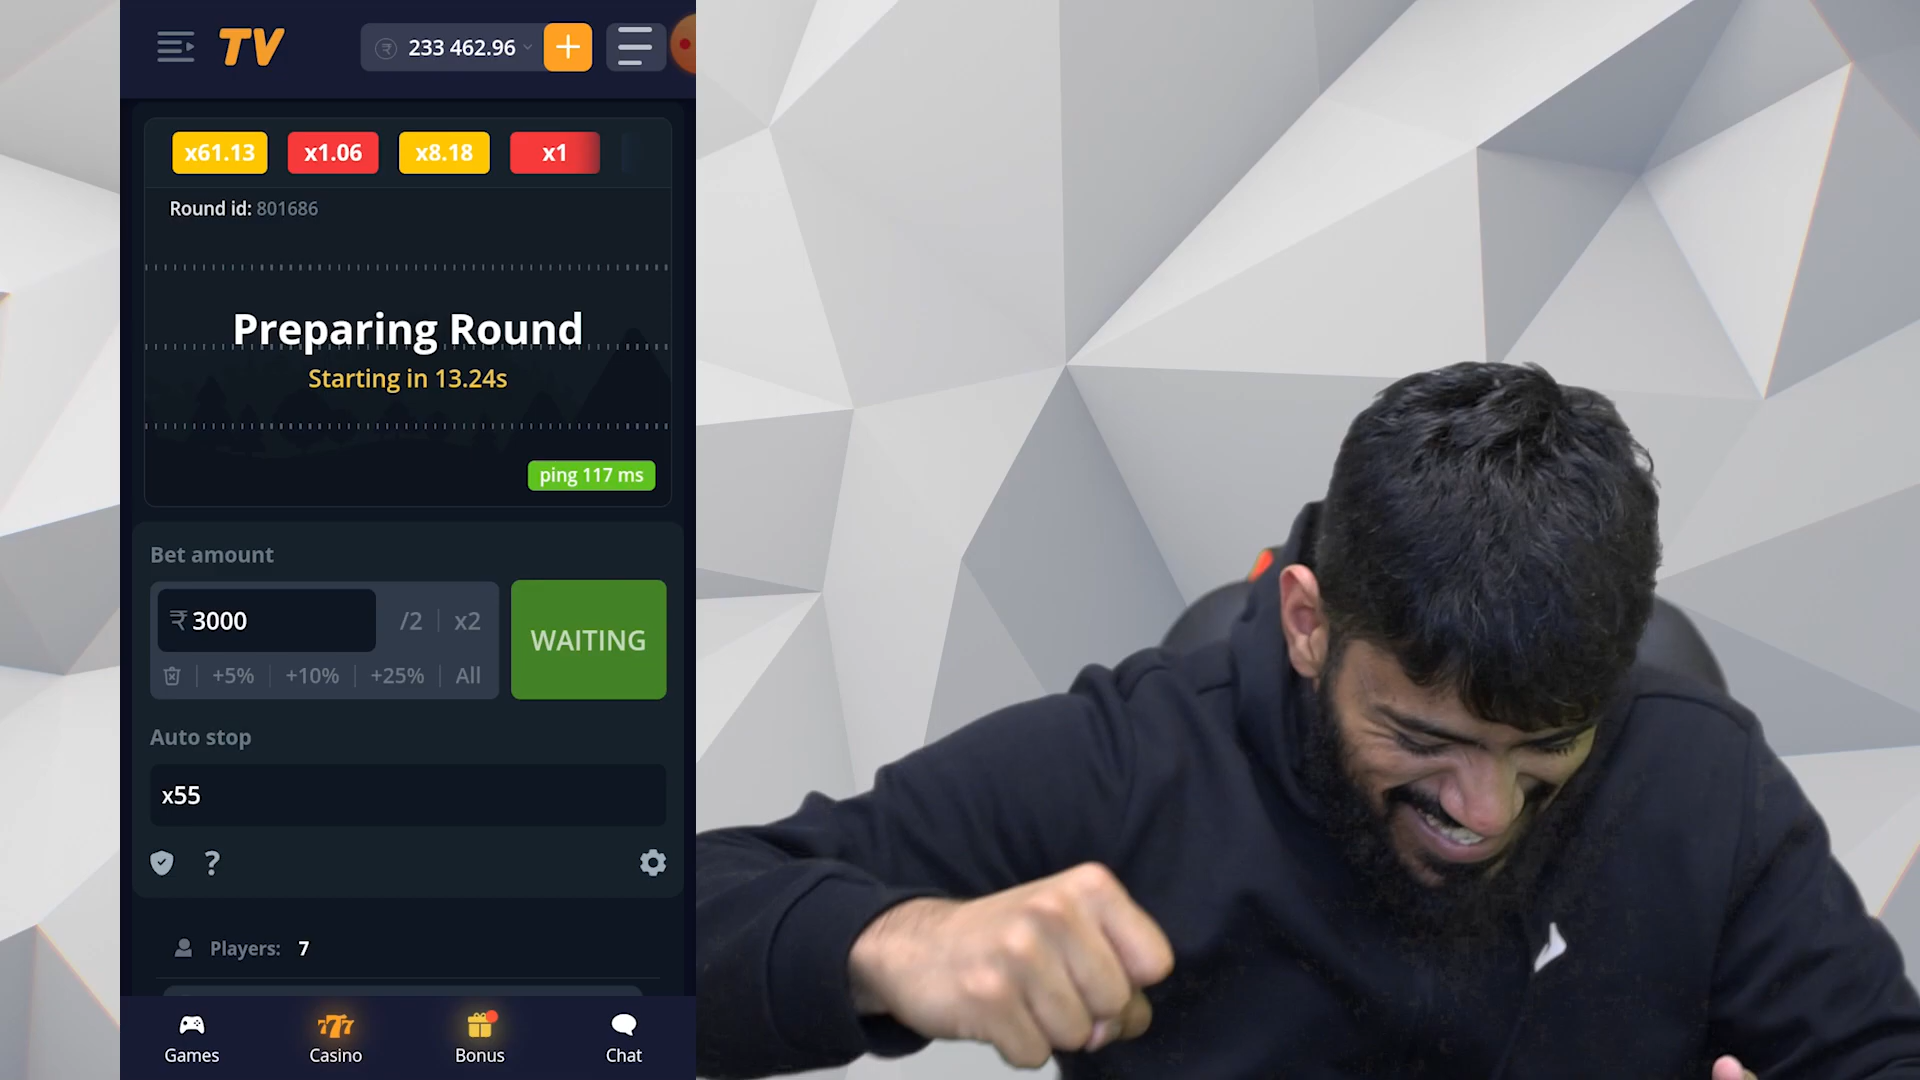 TV
233 462.96
x61.13 x1.06 x8.18 x1
Round id: 801686
Preparing Round
Starting in 13.24s
ping 117 ms
Bet amount
₹ 3000 /2 x2
WAITING
+5% +10% +25% All
Auto stop
x55
?
Players: 7
777
Games Casino Bonus Chat